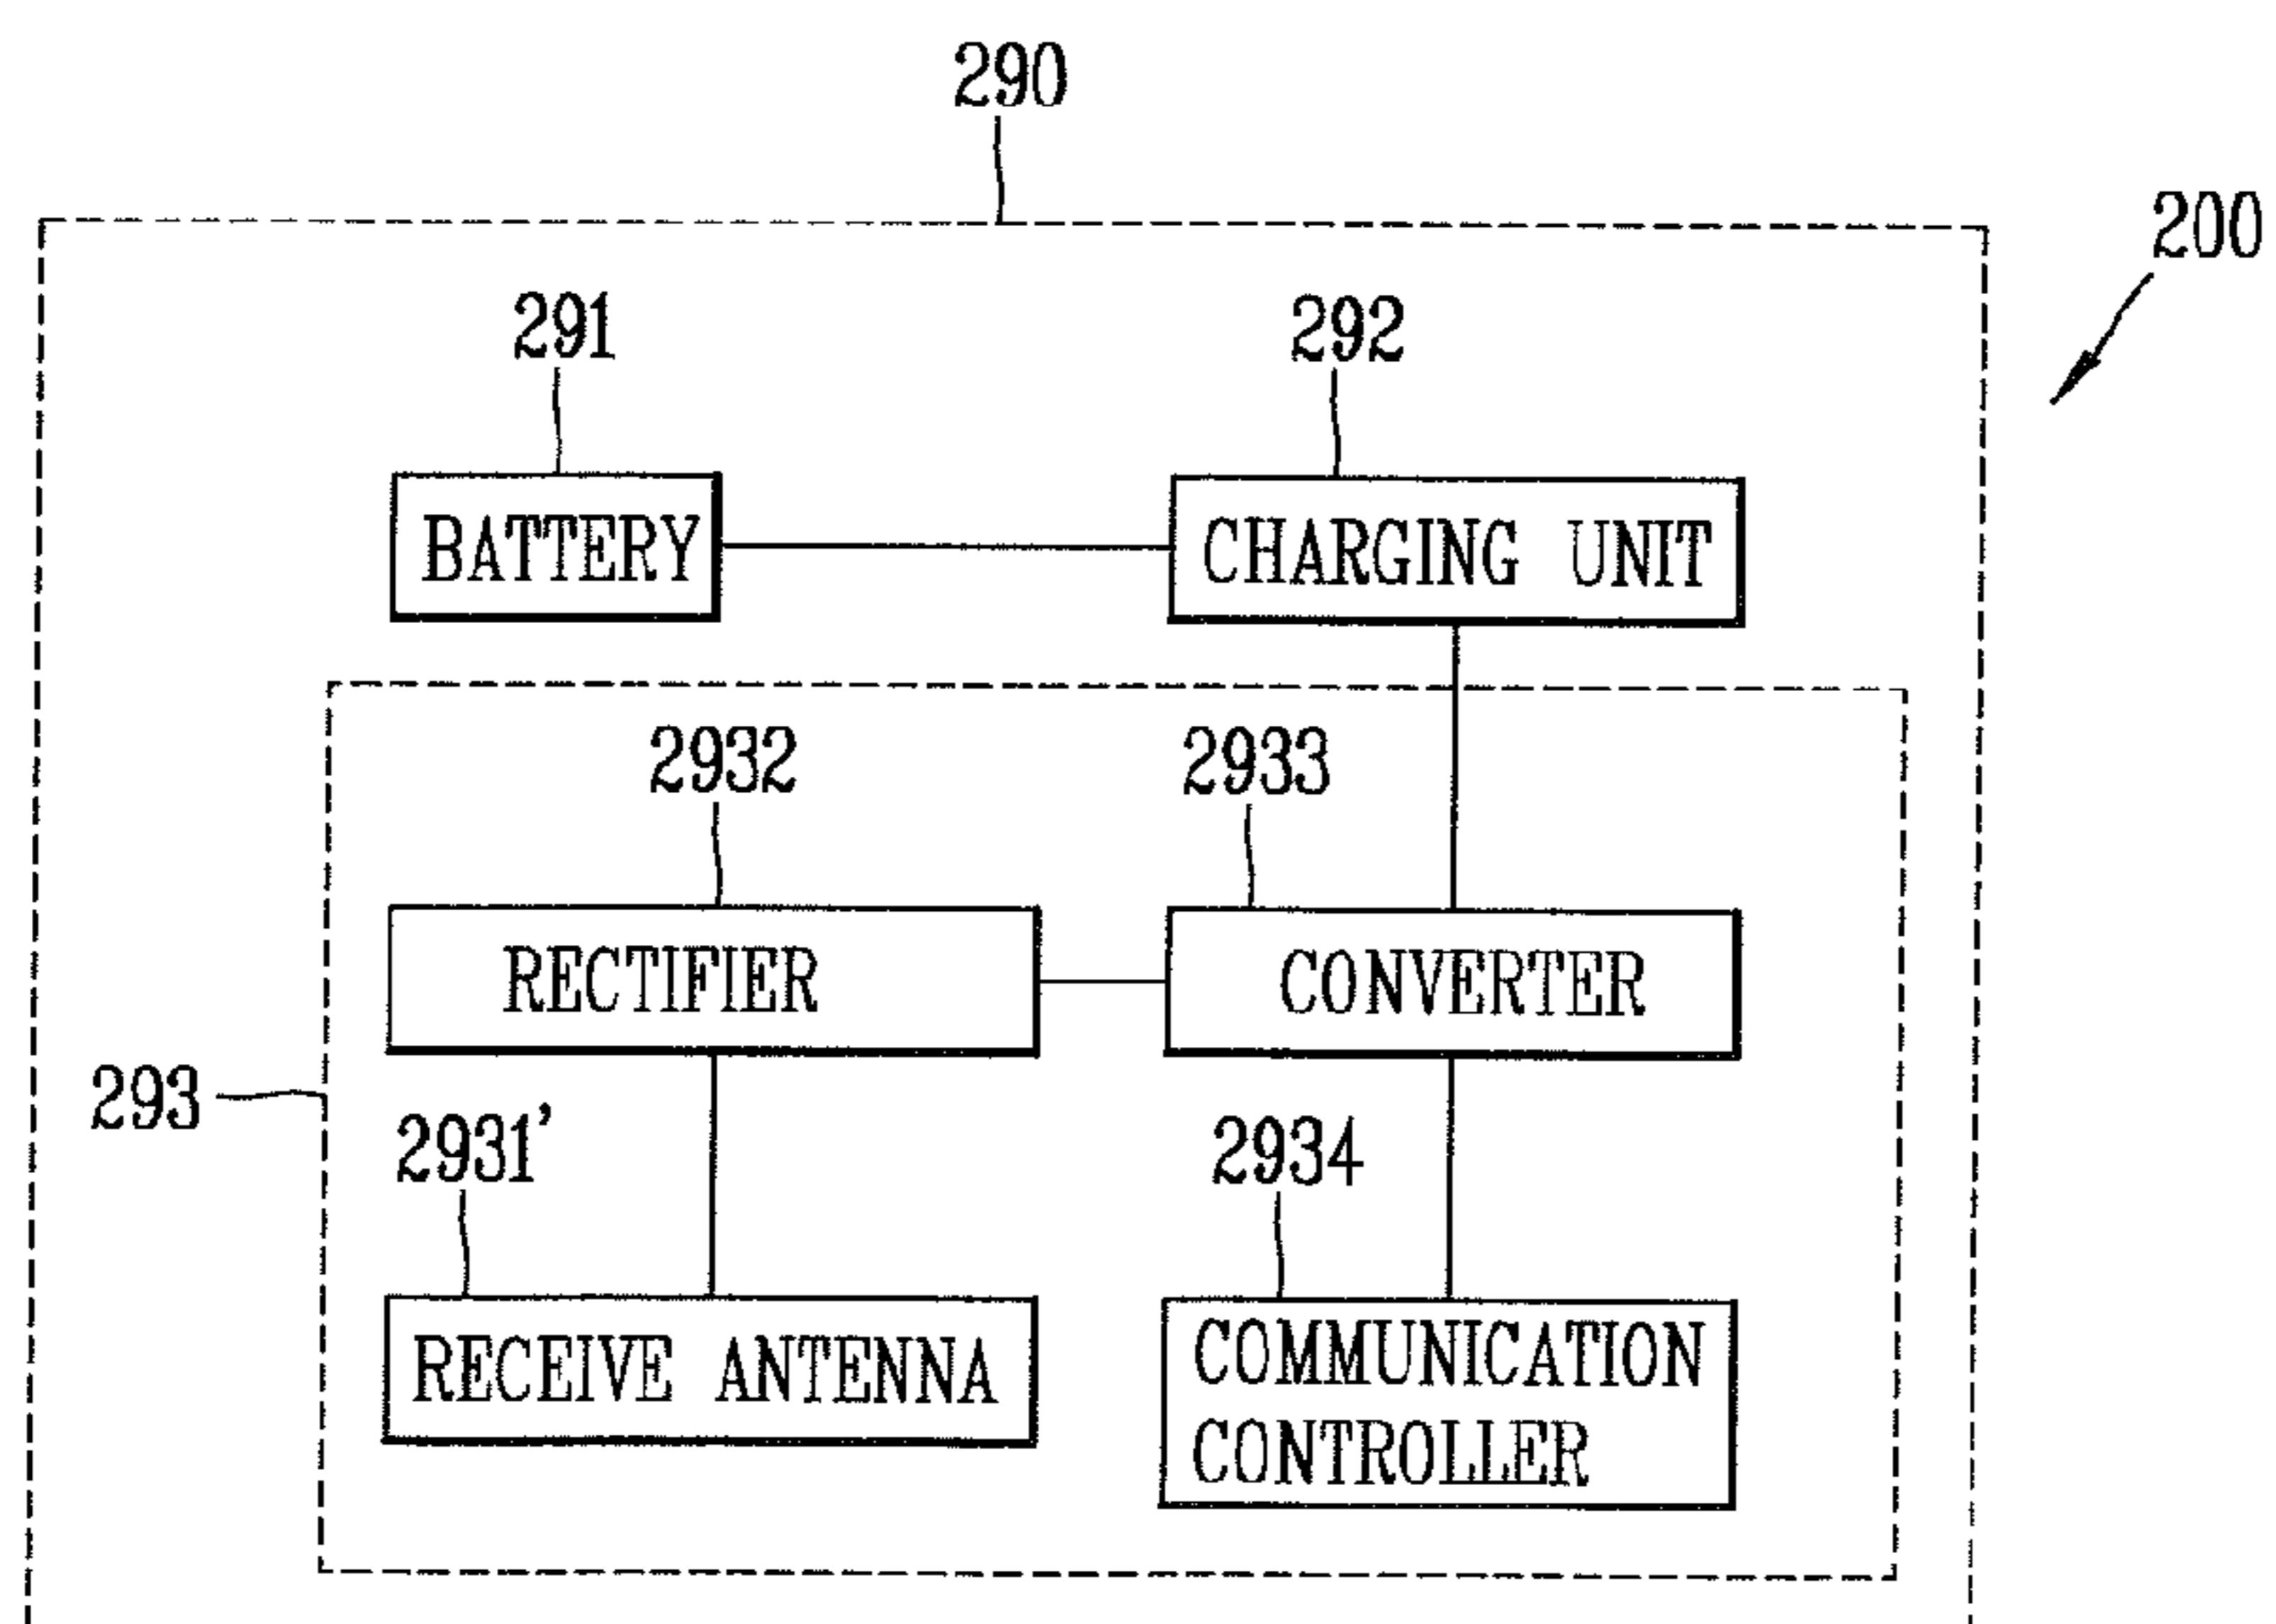 290
200
291
292
BATTERY
CHARGING UNIT
2932
2933
RECTIFIER
CONVERTER
293
2931'
2934
RECEIVE ANTENNA
COMMUNICATION
CONTROLLER